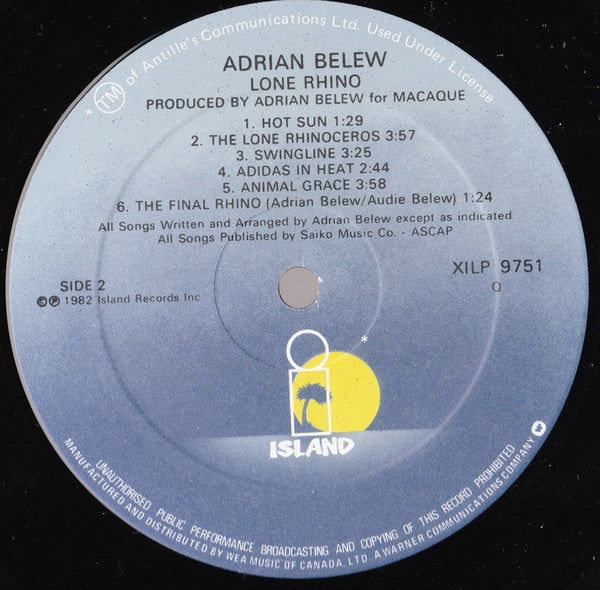 * TM of Antille's Communications Ltd. Used Under License
ADRIAN BELEW
LONE RHINO
PRODUCED BY ADRIAN BELEW for MACAQUE
1. HOT SUN 1:29
2. THE LONE RHINOCEROS 3:57
3. SWINGLINE 3:25
4. ADIDAS IN HEAT 2:44
5. ANIMAL GRACE 3:58
6. THE FINAL RHINO (Adrian Belew/Audie Belew) 1:24
All Songs Written and Arranged by Adrian Belew except as indicated
All Songs Published by Saiko Music Co. - ASCAP
SIDE 2
©℗ 1982 Island Records Inc
XILP 9751
Q
*
ISLAND
UNAUTHORISED PUBLIC PERFORMANCE BROADCASTING AND COPYING OF THIS RECORD PROHIBITED
MANUFACTURED AND DISTRIBUTED BY WEA MUSIC OF CANADA, LTD. A WARNER COMMUNICATIONS COMPANY